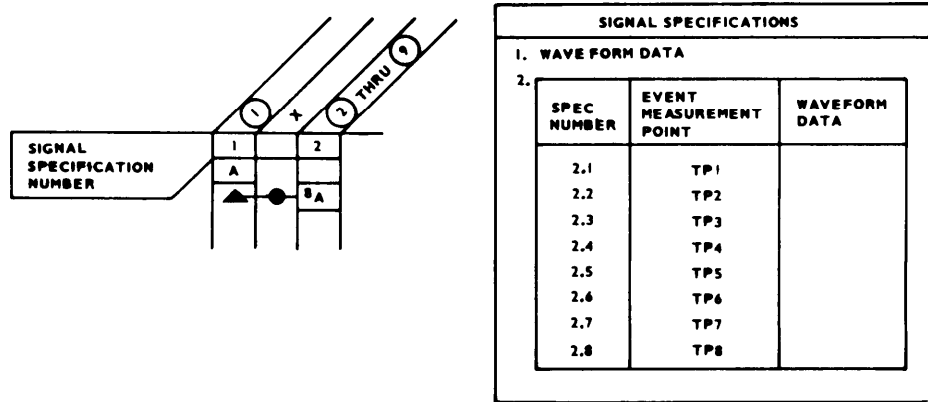 1 X 2 THRU 9
SIGNAL
SPECIFICATION
NUMBER
1 2
A
8A
SIGNAL SPECIFICATIONS
1. WAVE FORM DATA
2.
SPEC
NUMBER
EVENT
MEASUREMENT
POINT
WAVEFORM
DATA
2.1 TP1
2.2 TP2
2.3 TP3
2.4 TP4
2.5 TP5
2.6 TP6
2.7 TP7
2.8 TP8